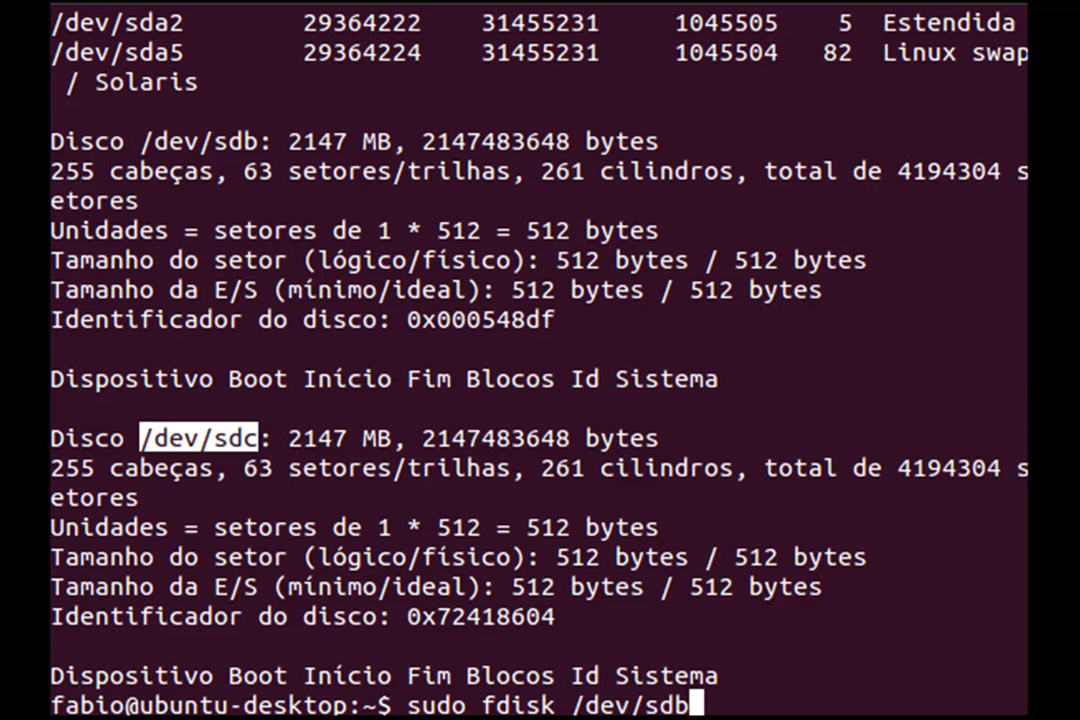 /dev/sda2 29364222 31455231 1045505 5 Estendida
/dev/sda5 29364224 31455231 1045504 82 Linux swap
/ Solaris
Disco /dev/sdb: 2147 MB, 2147483648 bytes
255 cabeças, 63 setores/trilhas, 261 cilindros, total de 4194304 s
etores
Unidades = setores de 1 * 512 = 512 bytes
Tamanho do setor (lógico/físico): 512 bytes / 512 bytes
Tamanho da E/S (mínimo/ideal): 512 bytes / 512 bytes
Identificador do disco: 0x000548df
Dispositivo Boot Início Fim Blocos Id Sistema
Disco /dev/sdc: 2147 MB, 2147483648 bytes
255 cabeças, 63 setores/trilhas, 261 cilindros, total de 4194304 s
etores
Unidades = setores de 1 * 512 = 512 bytes
Tamanho do setor (lógico/físico): 512 bytes / 512 bytes
Tamanho da E/S (mínimo/ideal): 512 bytes / 512 bytes
Identificador do disco: 0x72418604
Dispositivo Boot Início Fim Blocos Id Sistema
fabio@ubuntu-desktop:~$ sudo fdisk /dev/sdb